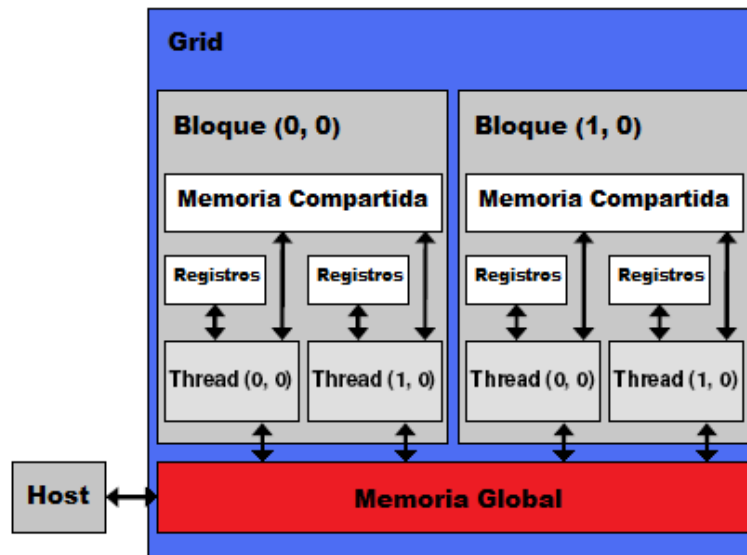 Grid
Bloque (0, 0)
Memoria Compartida
Registros
Registros
Thread (0, 0)
Thread (1, 0)
Bloque (1, 0)
Memoria Compartida
Registros
Registros
Thread (0, 0)
Thread (1, 0)
Host
Memoria Global